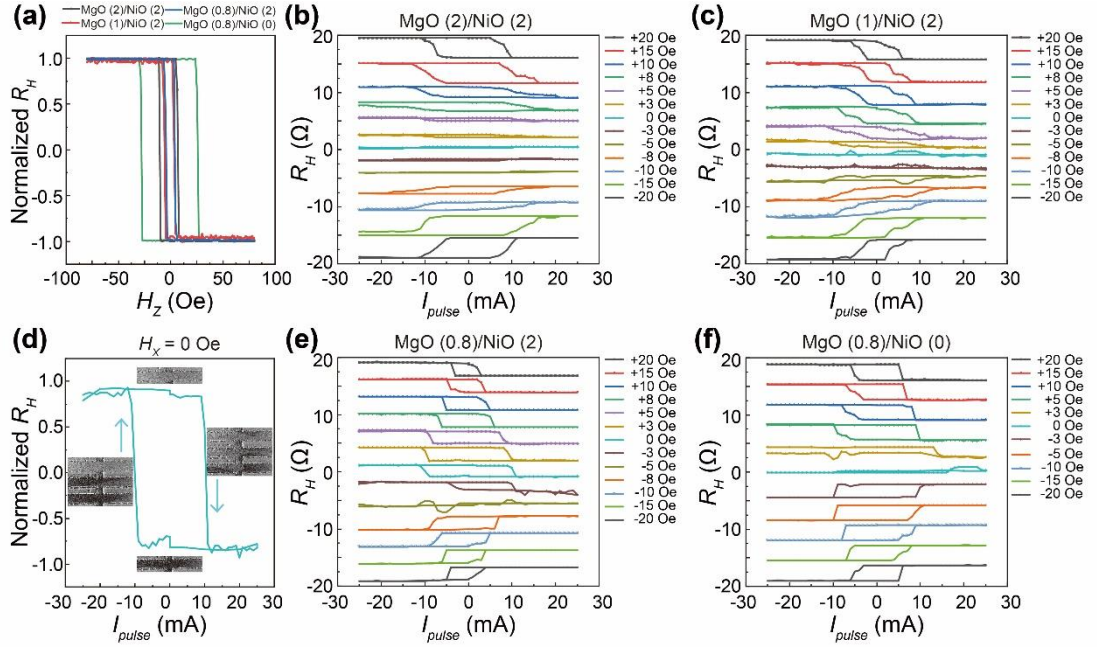 (a)
MgO (2)/NiO (2)
MgO (0.8)/NiO (2)
MgO (1)/NiO (2)
MgO (0.8)/NiO (0)
Normalized R_H
1.0
0.5
0.0
-0.5
-1.0
-100 -50 0 50 100
H_Z (Oe)
(b)
MgO (2)/NiO (2)
R_H (Ω)
20
10
0
-10
-20
-30 -20 -10 0 10 20 30
I_pulse (mA)
+20 Oe
+15 Oe
+10 Oe
+8 Oe
+5 Oe
+3 Oe
0 Oe
-3 Oe
-5 Oe
-8 Oe
-10 Oe
-15 Oe
-20 Oe
(c)
MgO (1)/NiO (2)
R_H (Ω)
20
10
0
-10
-20
-30 -20 -10 0 10 20 30
I_pulse (mA)
+20 Oe
+15 Oe
+10 Oe
+8 Oe
+5 Oe
+3 Oe
0 Oe
-3 Oe
-5 Oe
-8 Oe
-10 Oe
-15 Oe
-20 Oe
(d)
H_x = 0 Oe
Normalized R_H
1.0
0.5
0.0
-0.5
-1.0
-30 -20 -10 0 10 20 30
I_pulse (mA)
(e)
MgO (0.8)/NiO (2)
R_H (Ω)
20
10
0
-10
-20
-30 -20 -10 0 10 20 30
I_pulse (mA)
+20 Oe
+15 Oe
+10 Oe
+8 Oe
+5 Oe
+3 Oe
0 Oe
-3 Oe
-5 Oe
-8 Oe
-10 Oe
-15 Oe
-20 Oe
(f)
MgO (0.8)/NiO (0)
R_H (Ω)
20
10
0
-10
-20
-30 -20 -10 0 10 20 30
I_pulse (mA)
+20 Oe
+15 Oe
+10 Oe
+8 Oe
+5 Oe
+3 Oe
0 Oe
-3 Oe
-5 Oe
-10 Oe
-15 Oe
-20 Oe